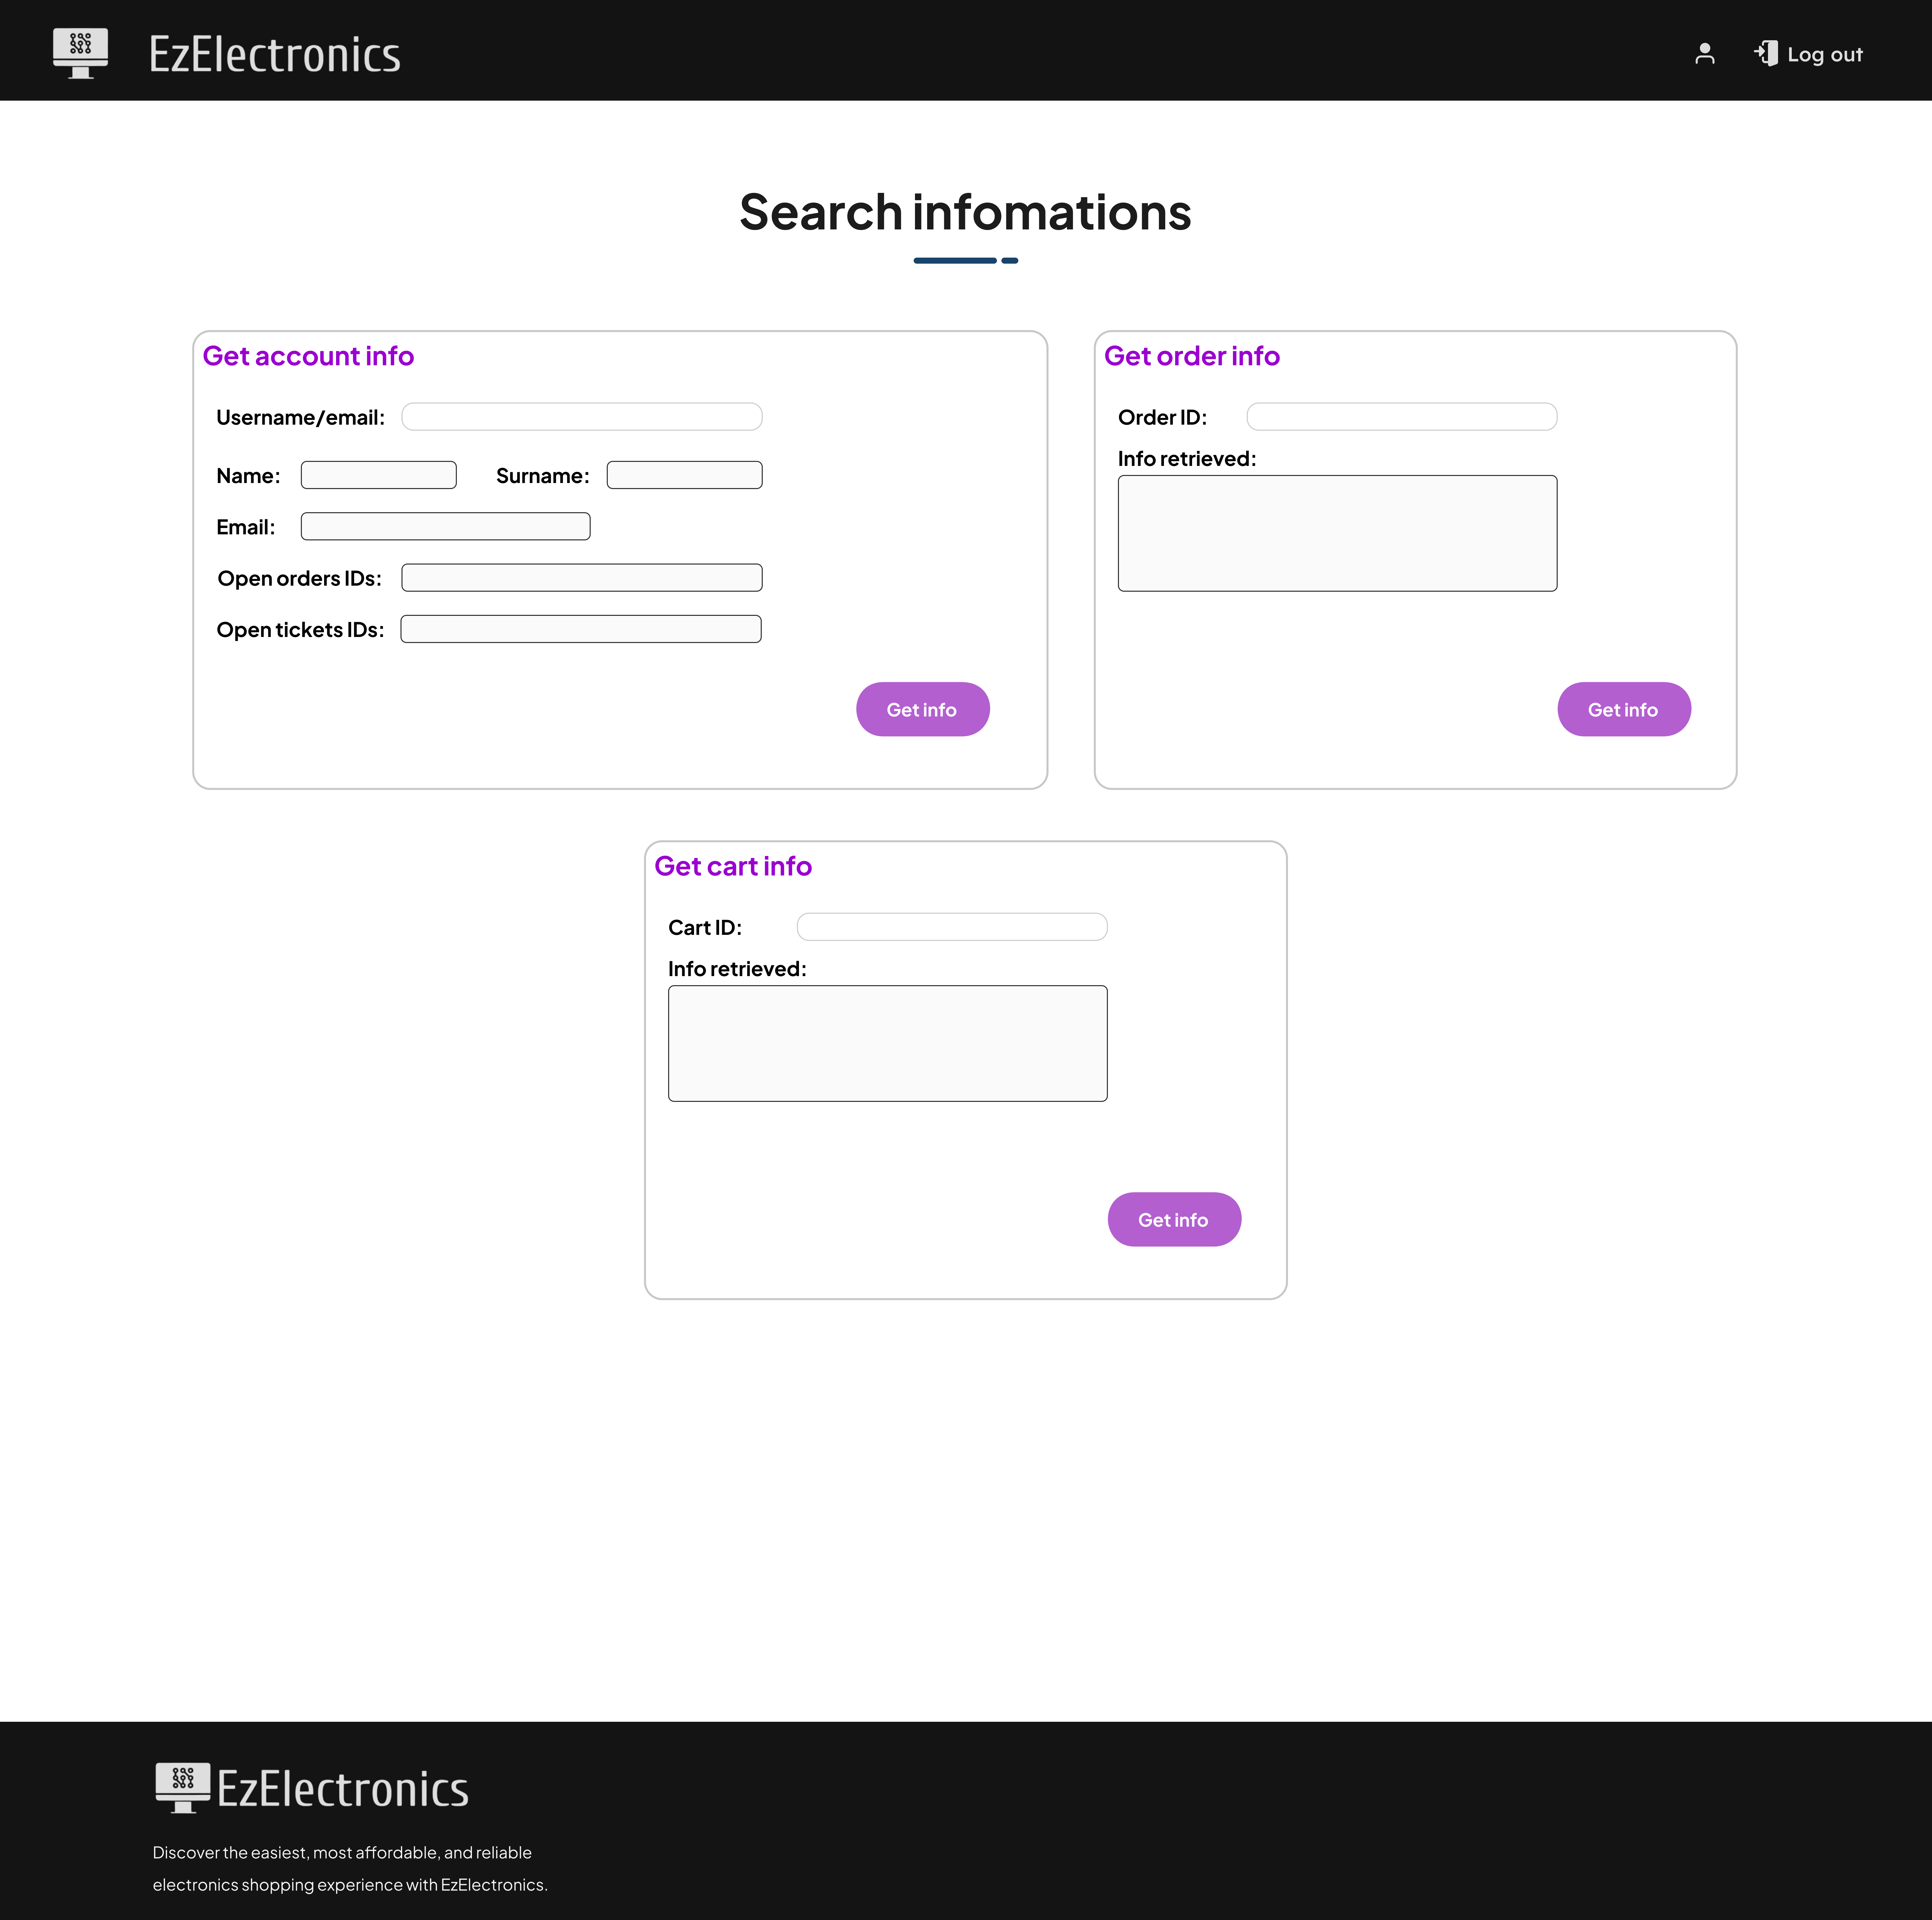 EzElectronics
Log out
Search infomations
Get account info
Username/email:
Name:
Surname:
Email:
Open orders IDs:
Open tickets IDs:
Get info
Get order info
Order ID:
Info retrieved:
Get info
Get cart info
Cart ID:
Info retrieved:
Get info
EzElectronics
Discover the easiest, most affordable, and reliable
electronics shopping experience with EzElectronics.